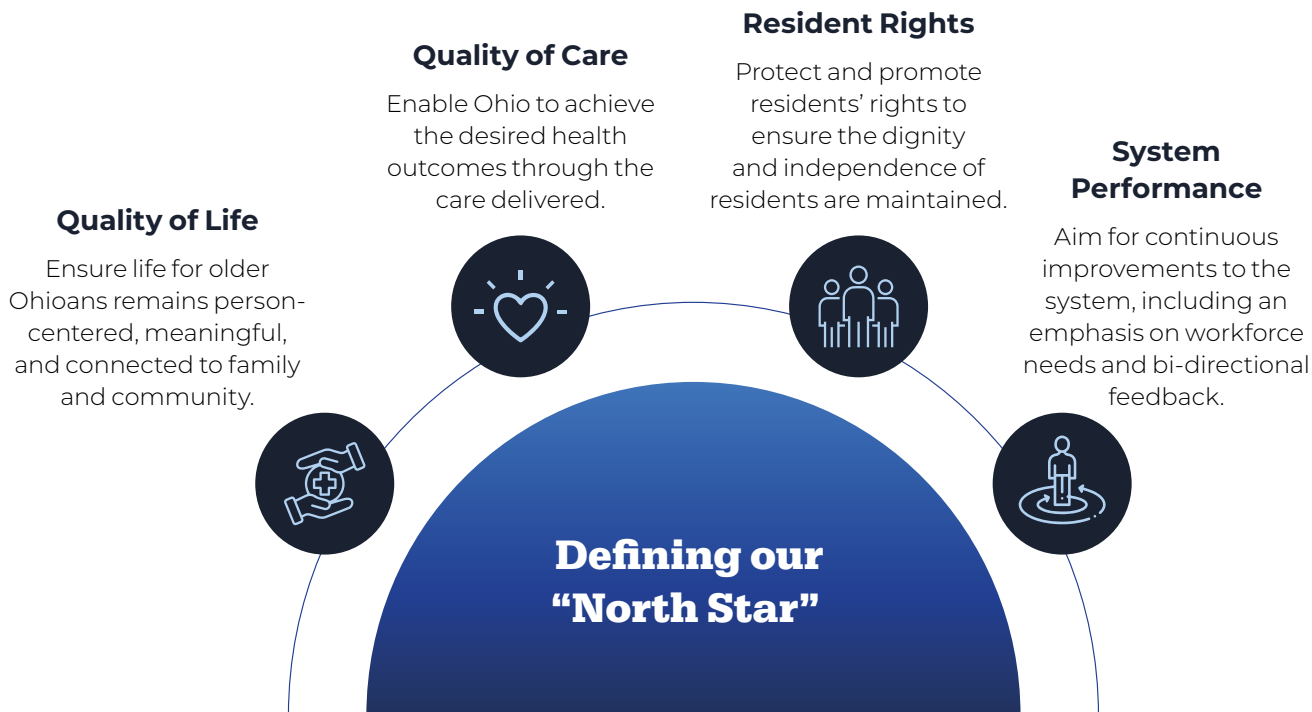 Quality of Life
Ensure life for older
Ohioans remains person-
centered, meaningful,
and connected to family
and community.
Quality of Care
Enable Ohio to achieve
the desired health
outcomes through the
care delivered.
Resident Rights
Protect and promote
residents’ rights to
ensure the dignity
and independence of
residents are maintained.
System
Performance
Aim for continuous
improvements to the
system, including an
emphasis on workforce
needs and bi-directional
feedback.
Defining our
“North Star”